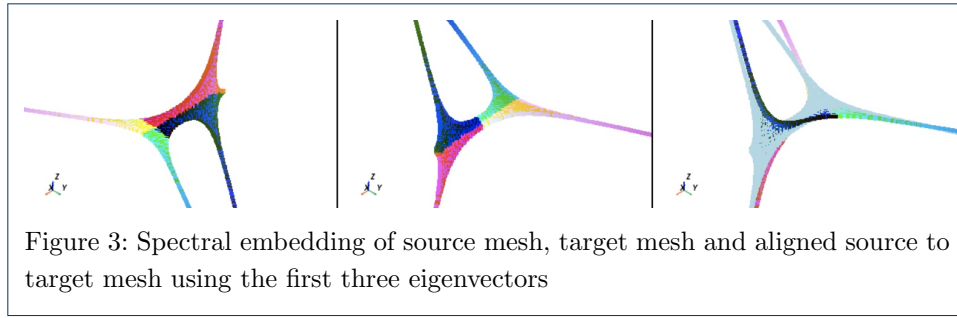 Z
X Y
Z
X Y
Z
X Y
Figure 3: Spectral embedding of source mesh, target mesh and aligned source to
target mesh using the first three eigenvectors